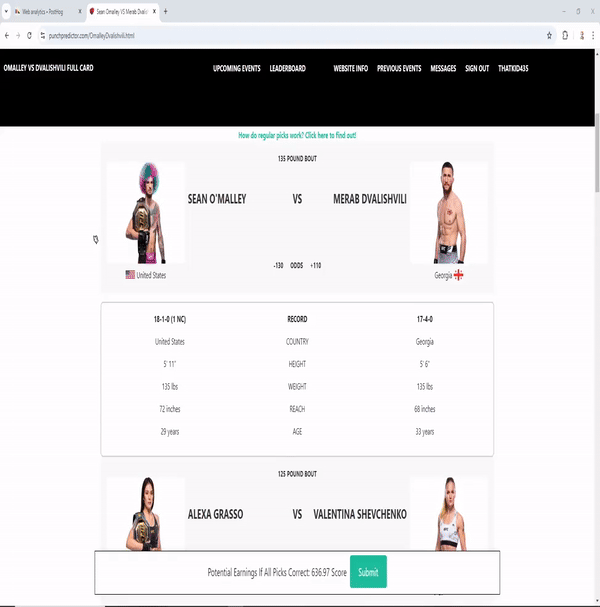 Web analytics • PostHog
Sean Omalley VS Merab Dvalish
punchpredictor.com/OmalleyDvalishvili.html
OMALLEY VS DVALISHVILI FULL CARD
UPCOMING EVENTS LEADERBOARD WEBSITE INFO PREVIOUS EVENTS MESSAGES SIGN OUT THATKID435
How do regular picks work? Click here to find out!
135 POUND BOUT
SEAN O'MALLEY VS MERAB DVALISHVILI
-130 ODDS +110
United States Georgia
18-1-0 (1 NC) RECORD 17-4-0
United States COUNTRY Georgia
5' 11" HEIGHT 5' 6"
135 lbs WEIGHT 135 lbs
72 inches REACH 68 inches
29 years AGE 33 years
125 POUND BOUT
ALEXA GRASSO VS VALENTINA SHEVCHENKO
Potential Earnings If All Picks Correct: 636.97 Score Submit